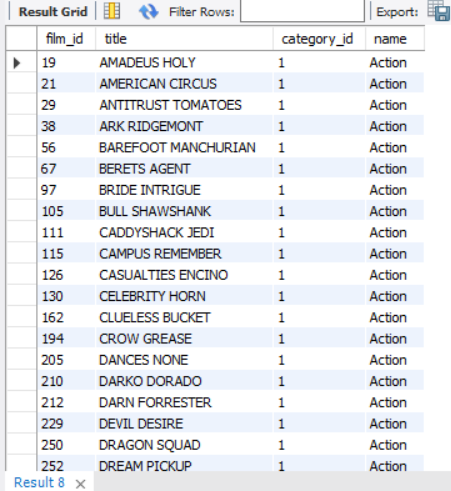 Result Grid Filter Rows: Export:
film_id title category_id name
19 AMADEUS HOLY 1 Action
21 AMERICAN CIRCUS 1 Action
29 ANTITRUST TOMATOES 1 Action
38 ARK RIDGEMONT 1 Action
56 BAREFOOT MANCHURIAN 1 Action
67 BERETS AGENT 1 Action
97 BRIDE INTRIGUE 1 Action
105 BULL SHAWSHANK 1 Action
111 CADDYSHACK JEDI 1 Action
115 CAMPUS REMEMBER 1 Action
126 CASUALTIES ENCINO 1 Action
130 CELEBRITY HORN 1 Action
162 CLUELESS BUCKET 1 Action
194 CROW GREASE 1 Action
205 DANCES NONE 1 Action
210 DARKO DORADO 1 Action
212 DARN FORRESTER 1 Action
229 DEVIL DESIRE 1 Action
250 DRAGON SQUAD 1 Action
252 DREAM PICKUP 1 Action
Result 8